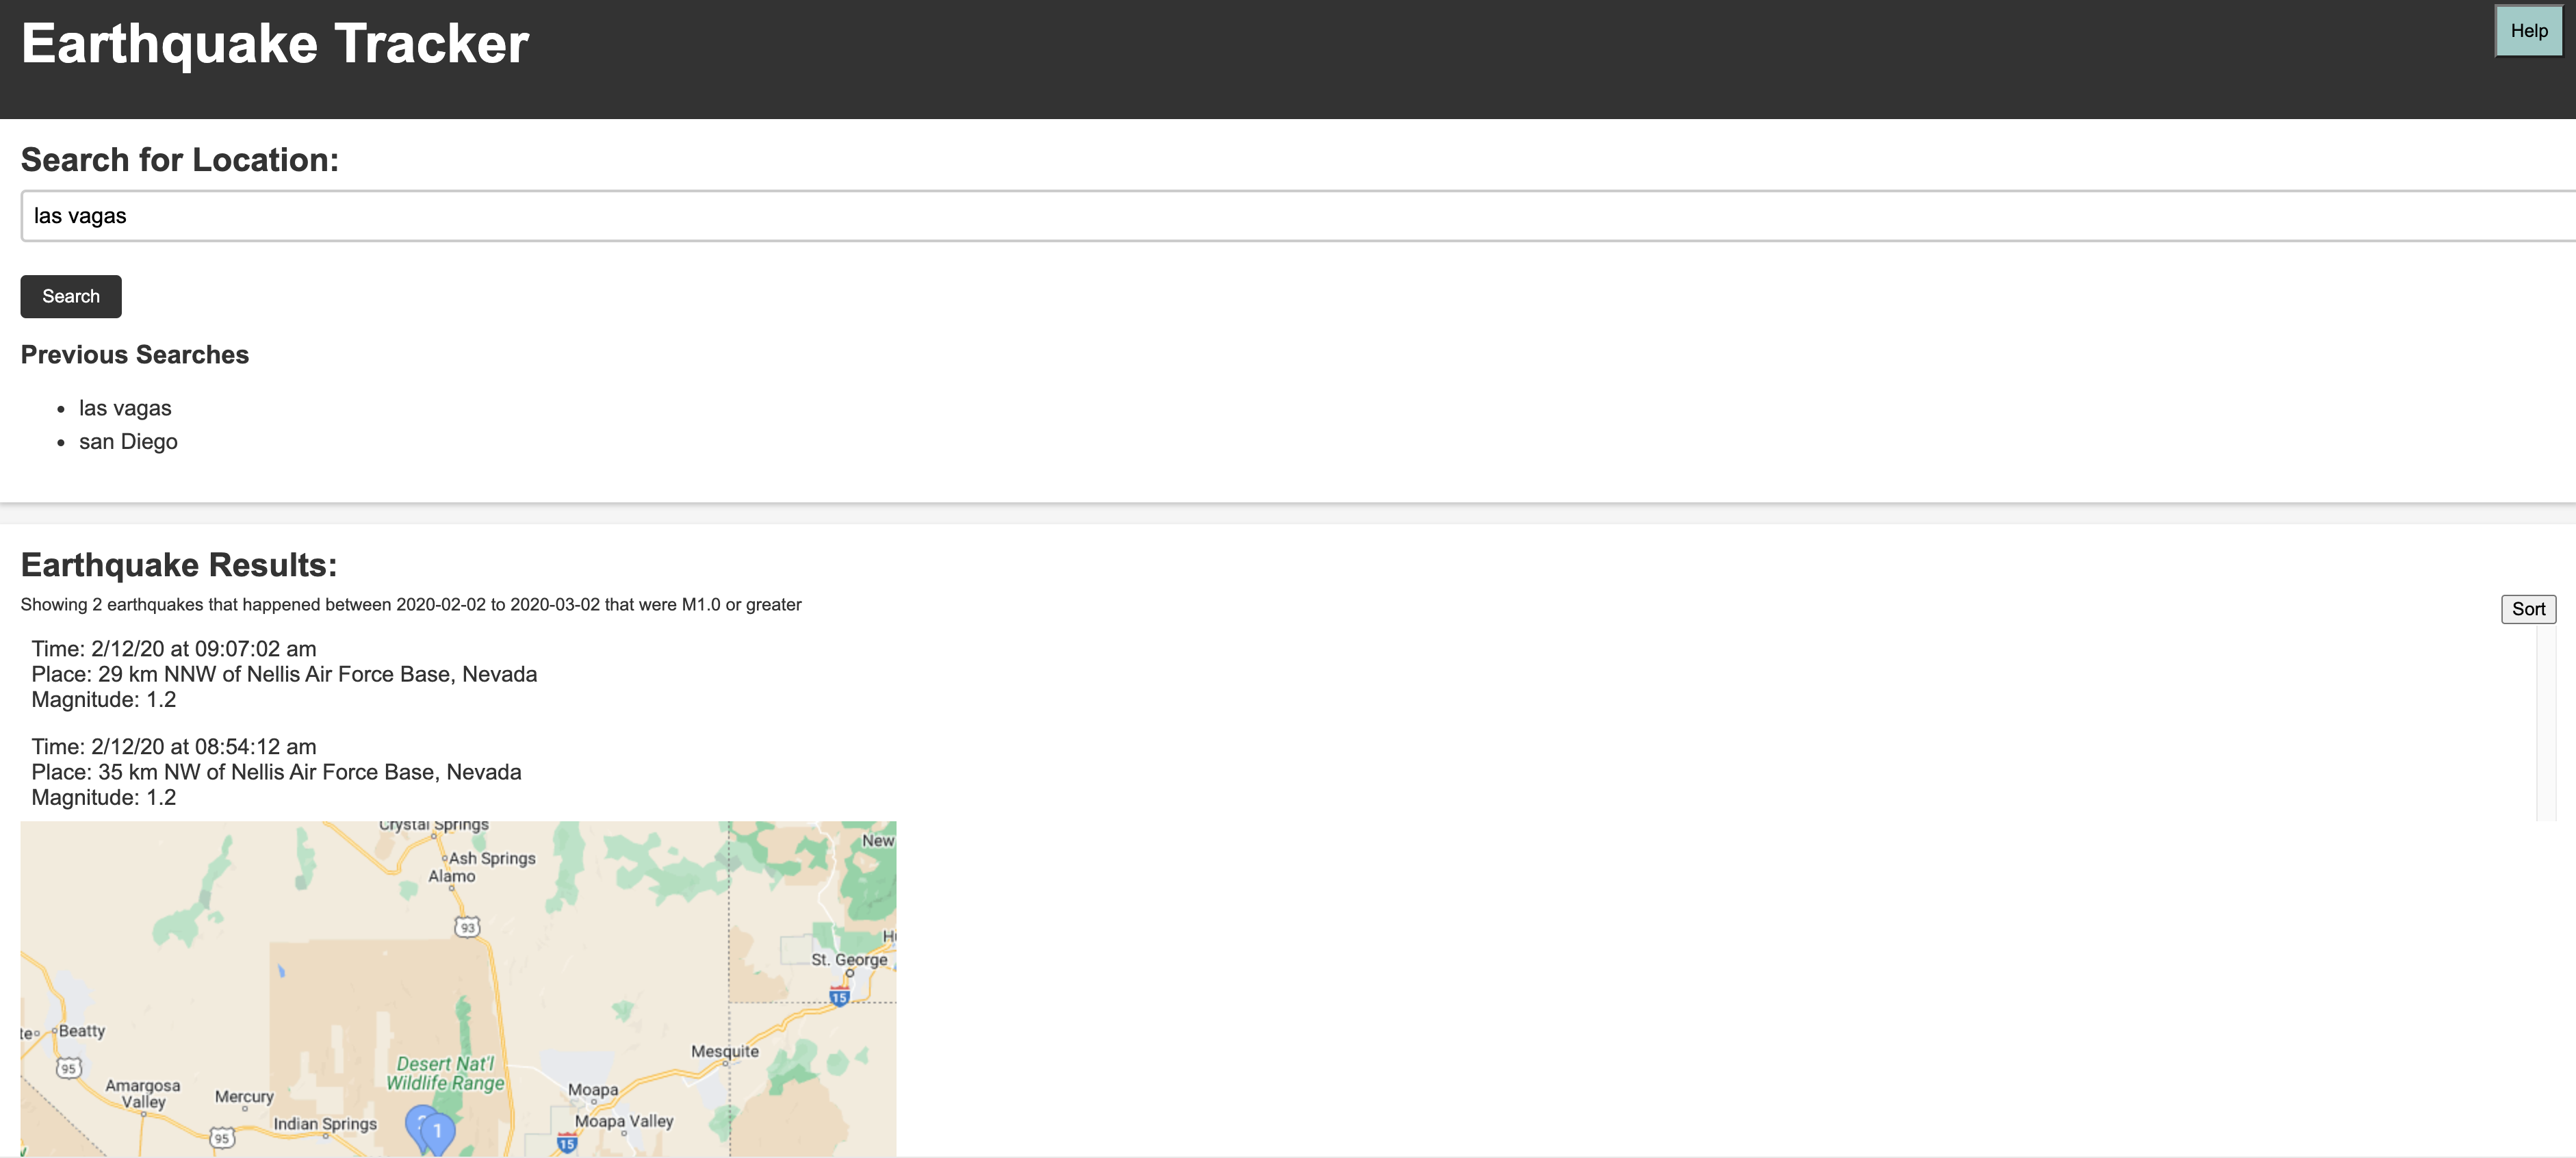 Earthquake Tracker
Help
Search for Location:
las vagas
Search
Previous Searches
• las vagas
• san Diego
Earthquake Results:
Showing 2 earthquakes that happened between 2020-02-02 to 2020-03-02 that were M1.0 or greater
Sort
Time: 2/12/20 at 09:07:02 am
Place: 29 km NNW of Nellis Air Force Base, Nevada
Magnitude: 1.2
Time: 2/12/20 at 08:54:12 am
Place: 35 km NW of Nellis Air Force Base, Nevada
Magnitude: 1.2
Crystal Springs
New
Ash Springs
Alamo
93
St. George
15
Beatty
95
Mesquite
Desert Nat'l
Wildlife Range
Amargosa
Valley
Mercury
Moapa
Indian Springs
Moapa Valley
95
1
15